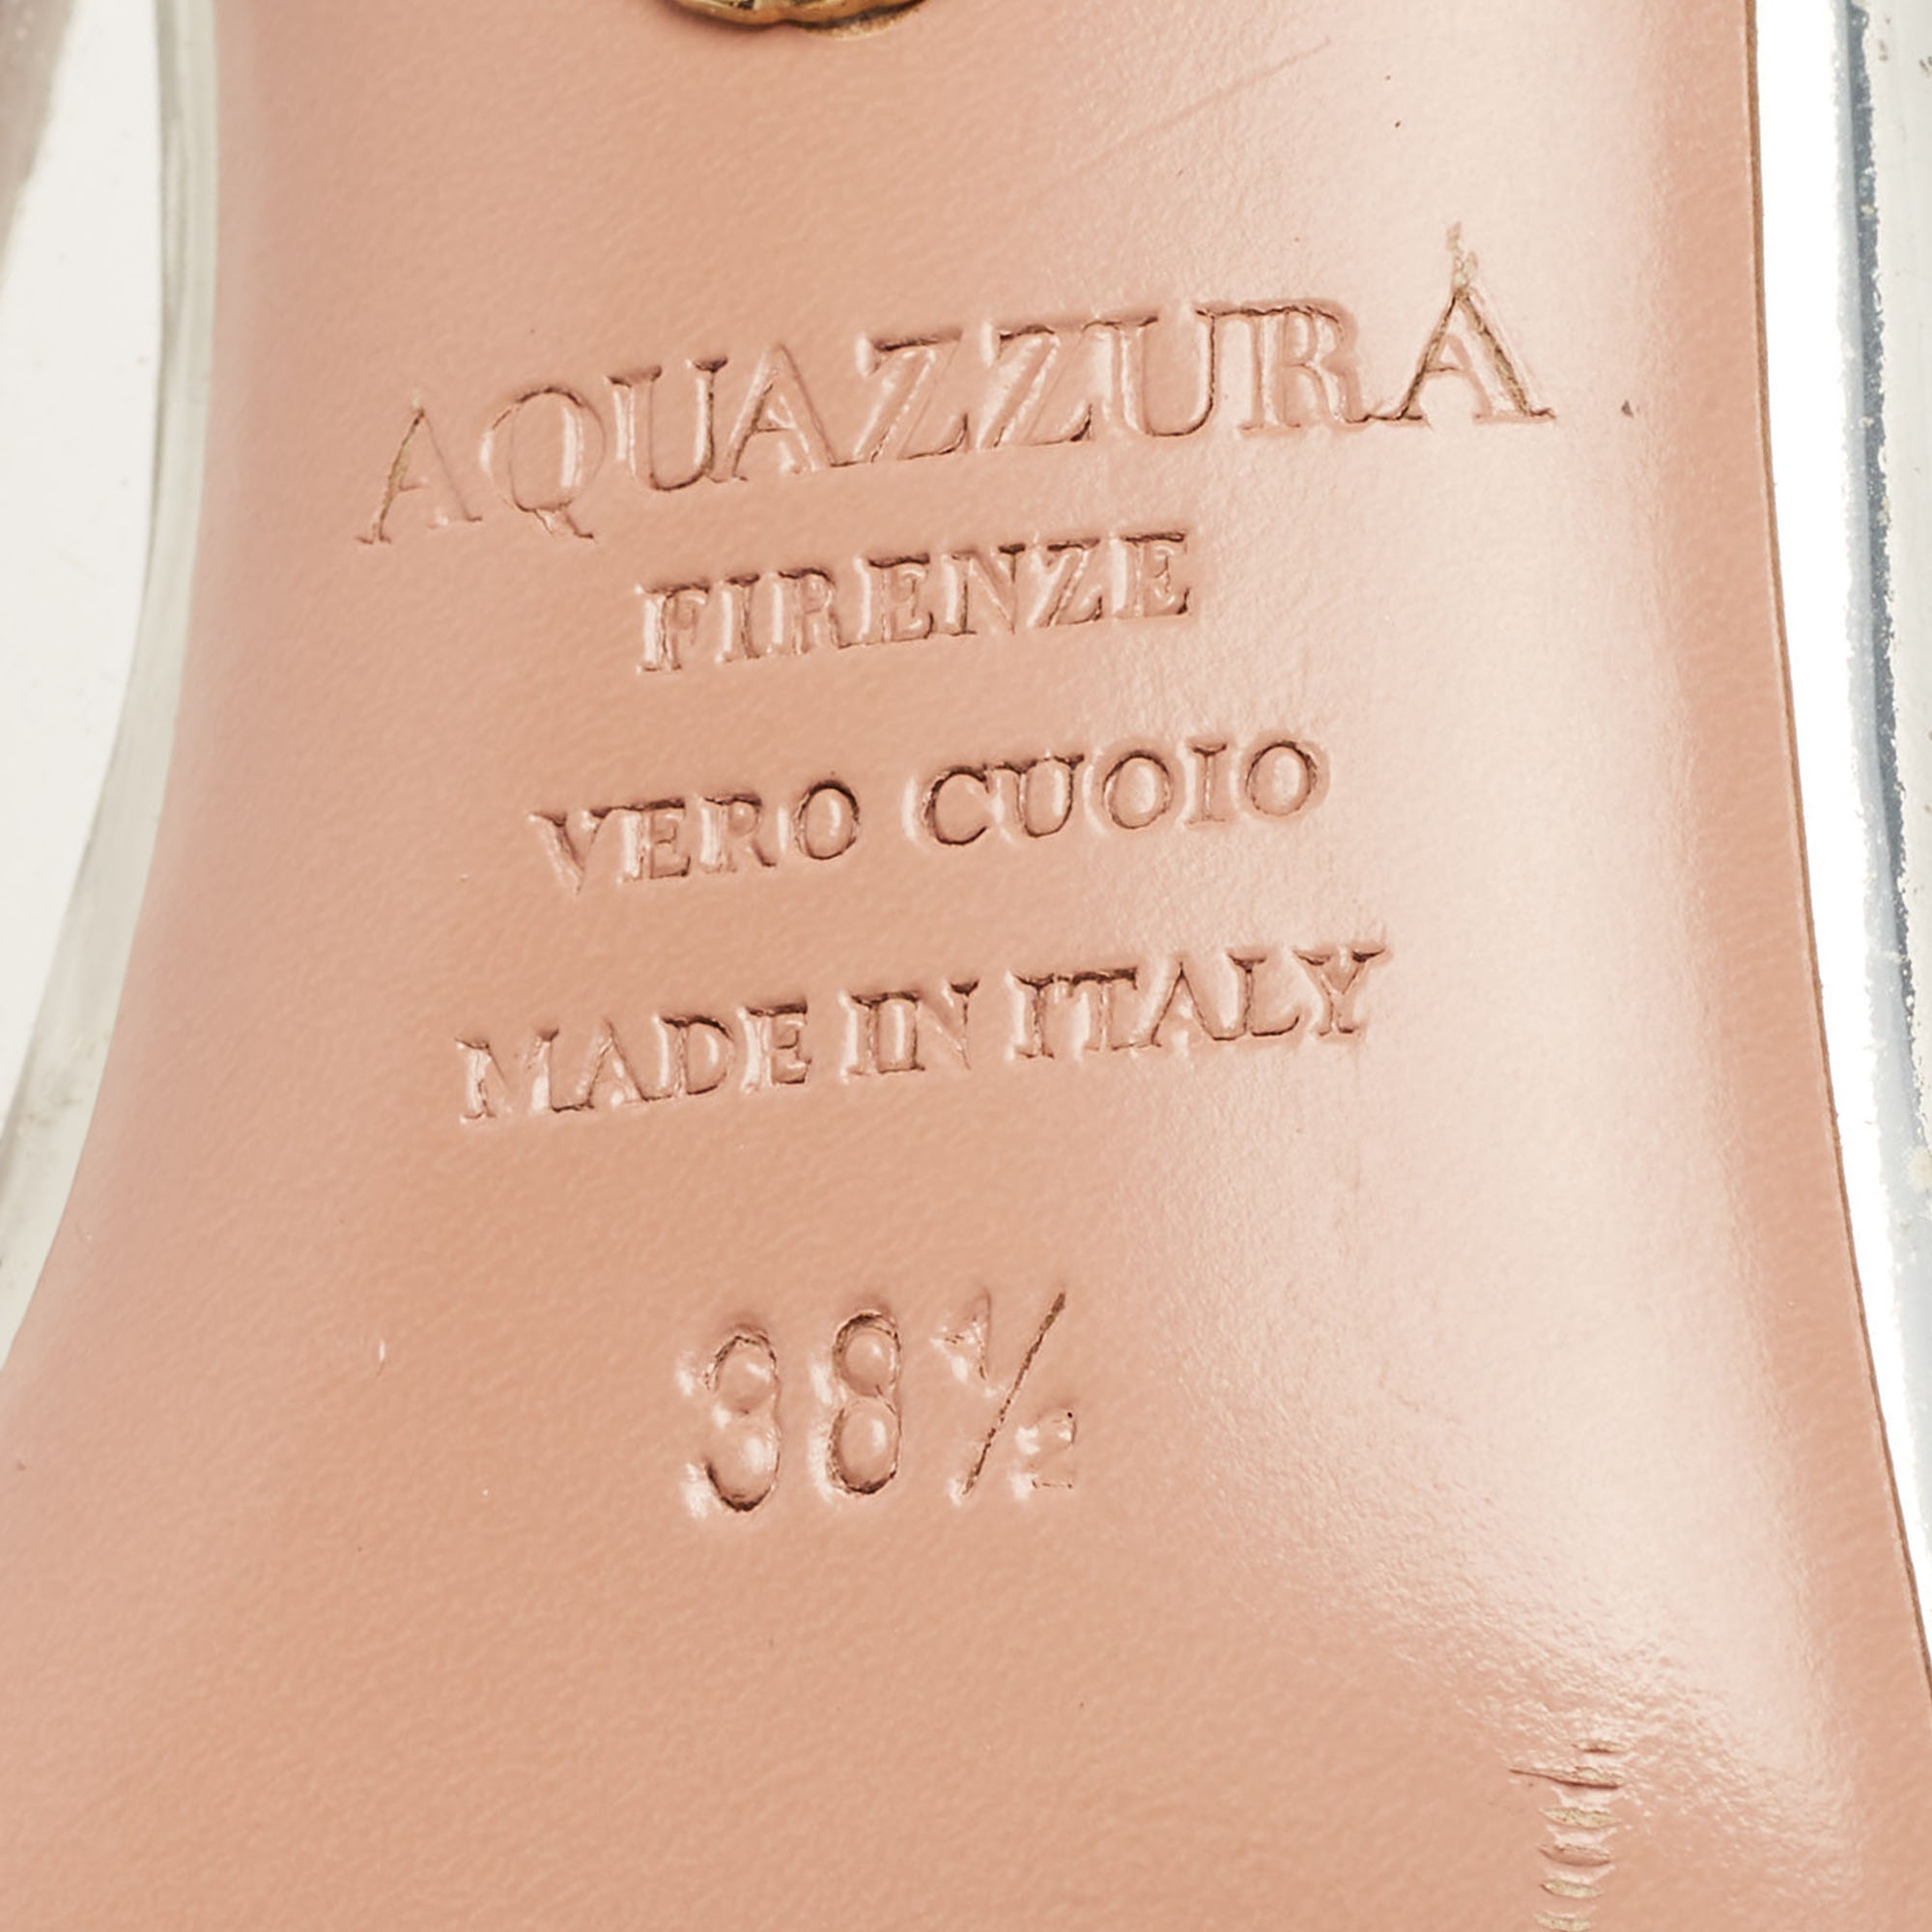 AQUAZZURA
FIRENZE
VERO CUOIO
MADE IN ITALY
38½